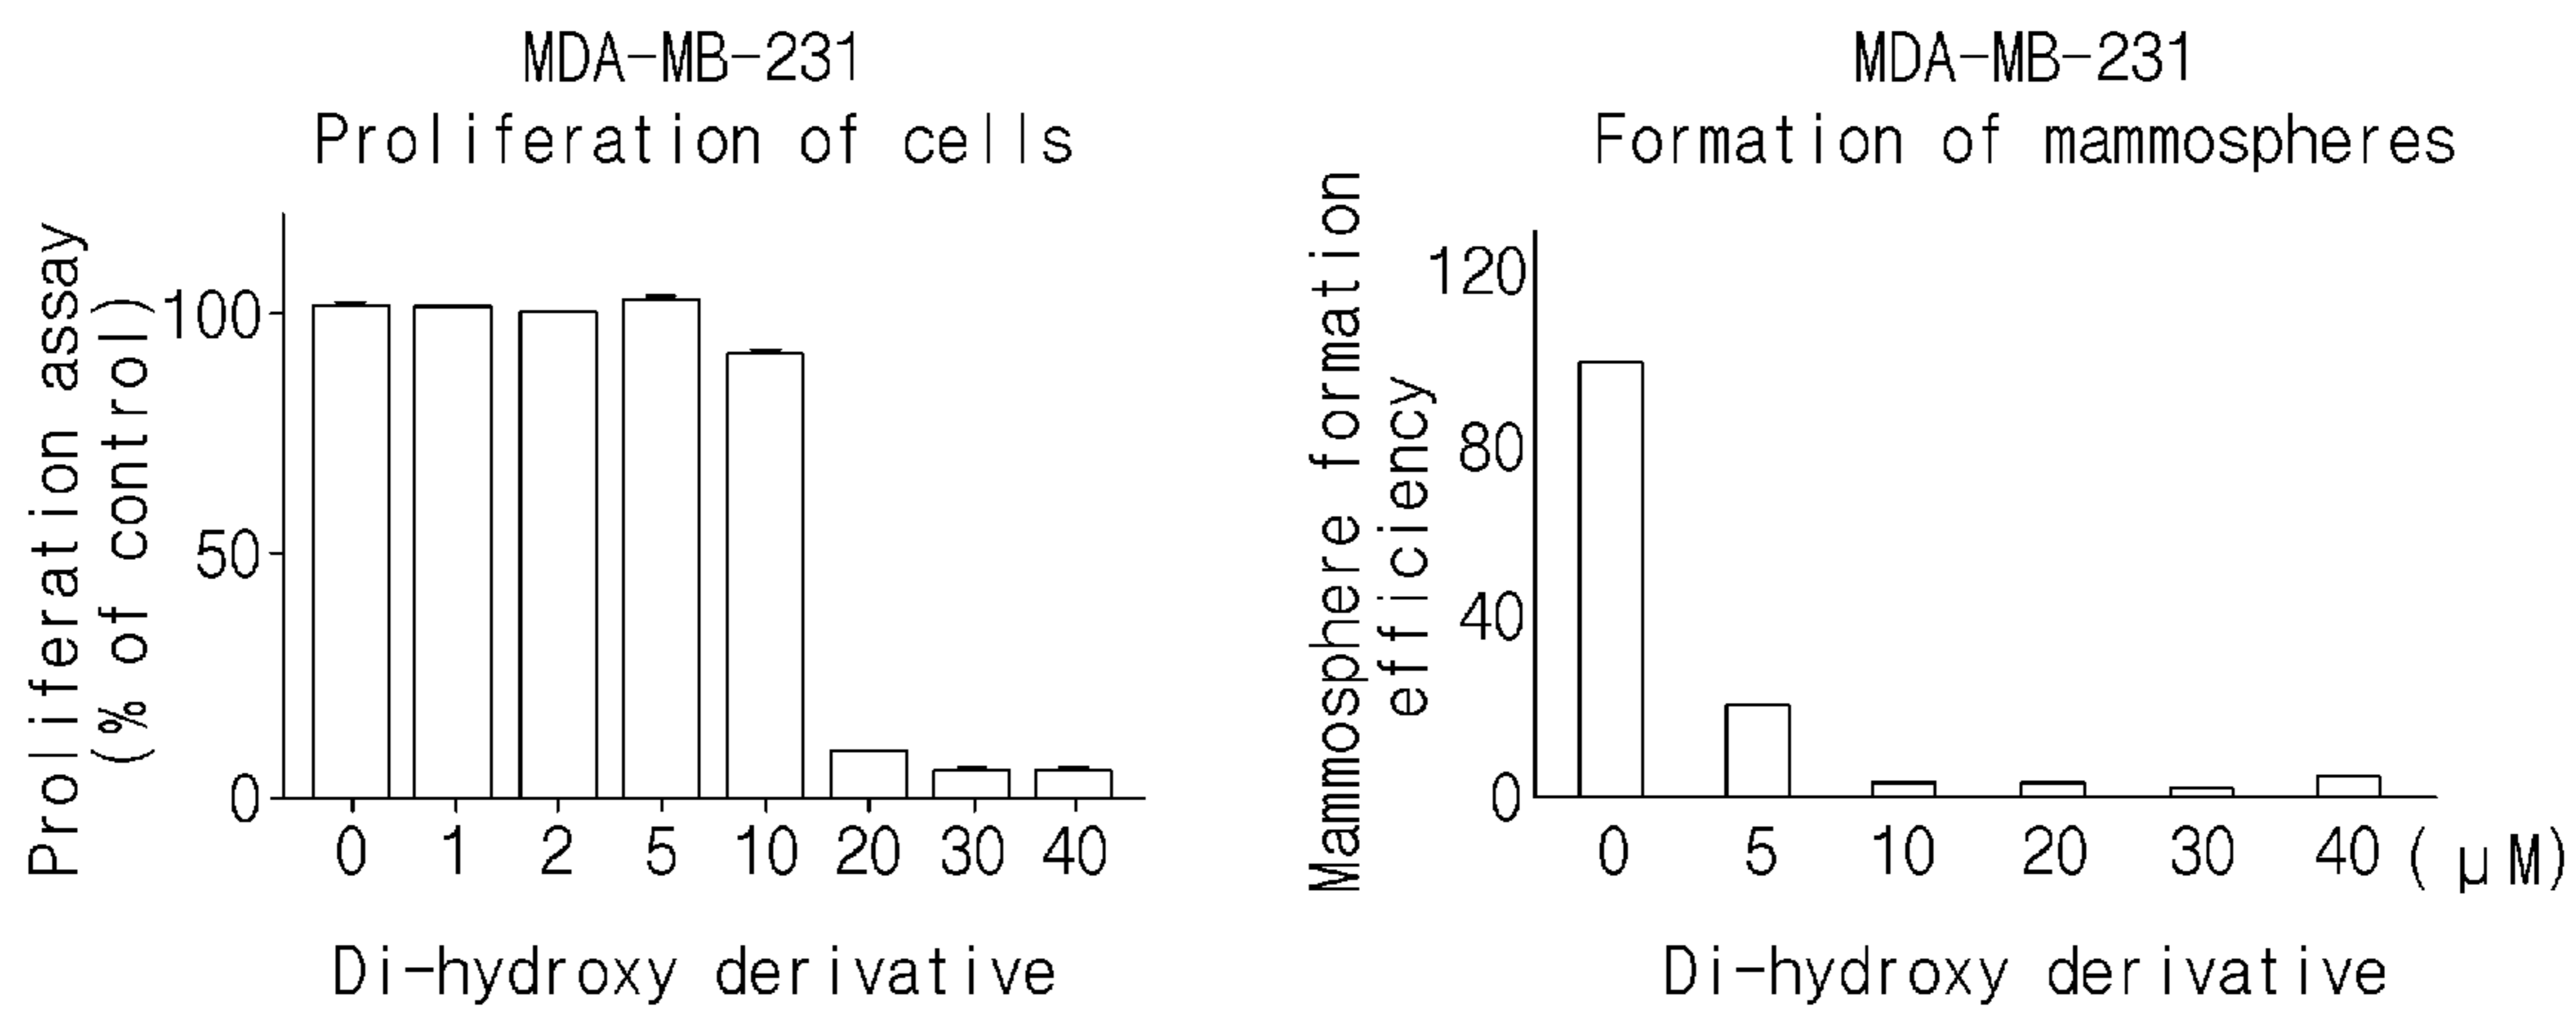 MDA-MB-231
Proliferation of cells
Proliferation assay
(% of control)
100
50
0
0 1 2 5 10 20 30 40
Di-hydroxy derivative
MDA-MB-231
Formation of mammospheres
Mammosphere formation
efficiency
120
80
40
0
0 5 10 20 30 40 (μM)
Di-hydroxy derivative